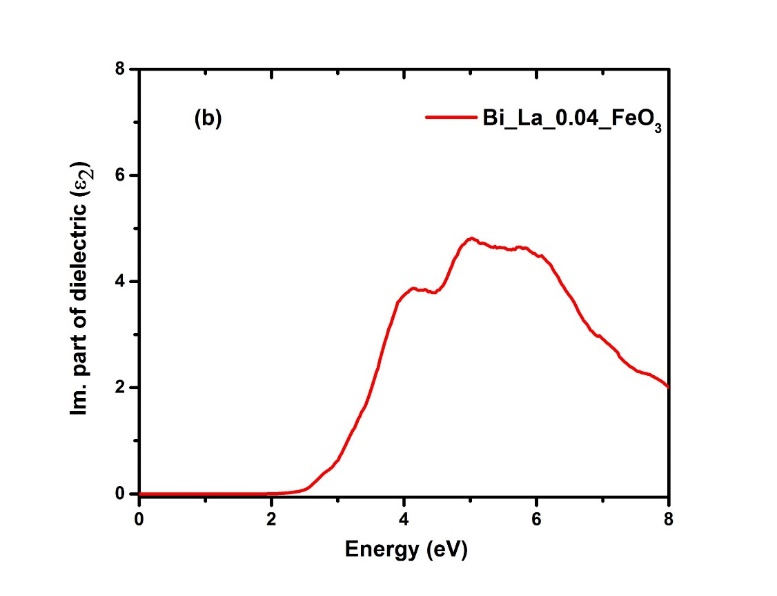 8
(b)
Bi_La_0.04_FeO₃
6
Im. part of dielectric (ε₂)
4
2
0
0 2 4 6 8
Energy (eV)